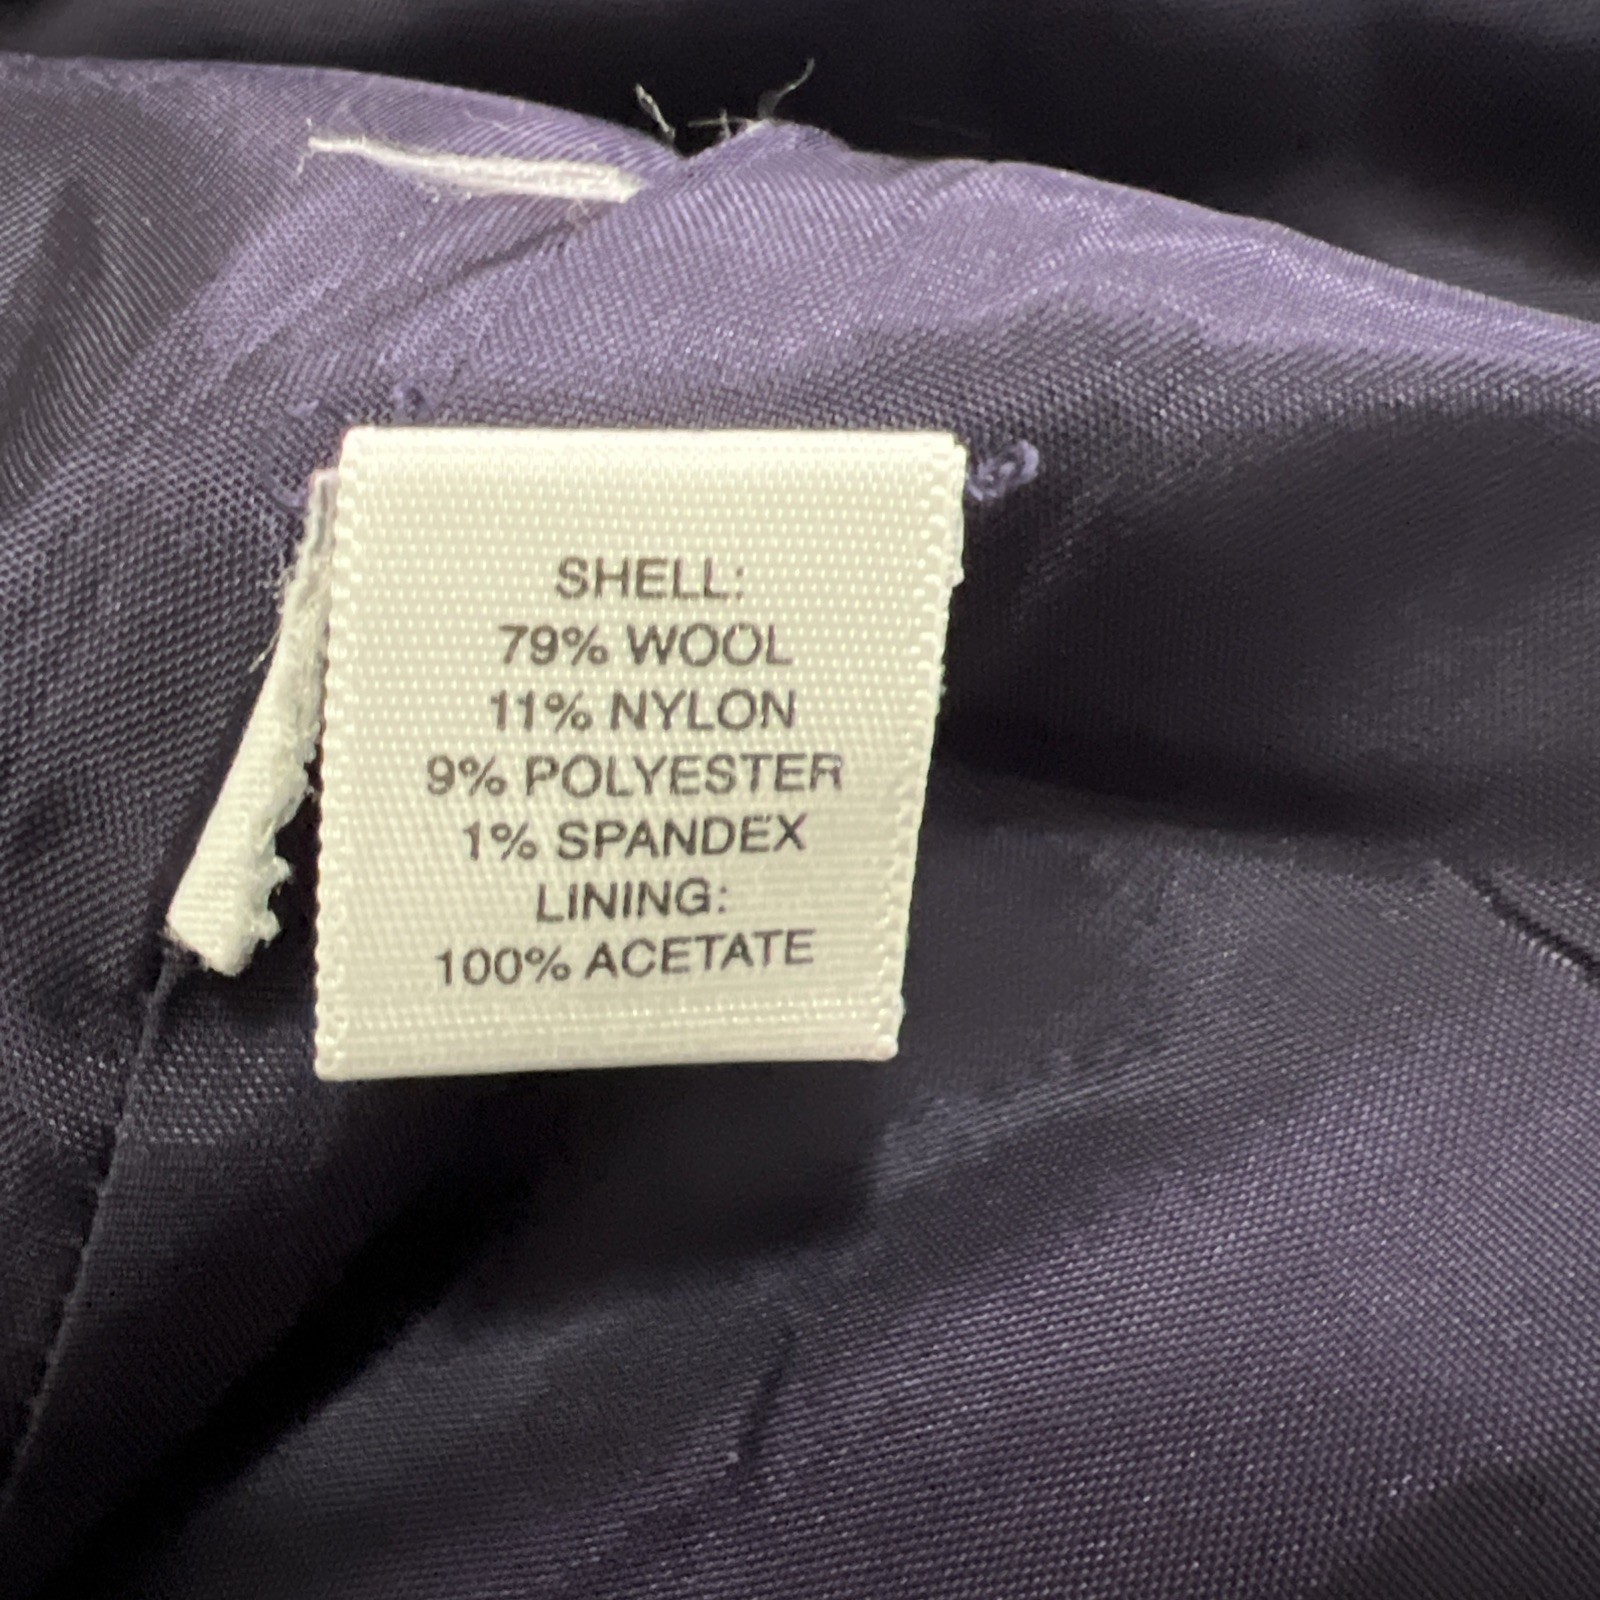 SHELL:
79% WOOL
11% NYLON
9% POLYESTER
1% SPANDEX
LINING:
100% ACETATE